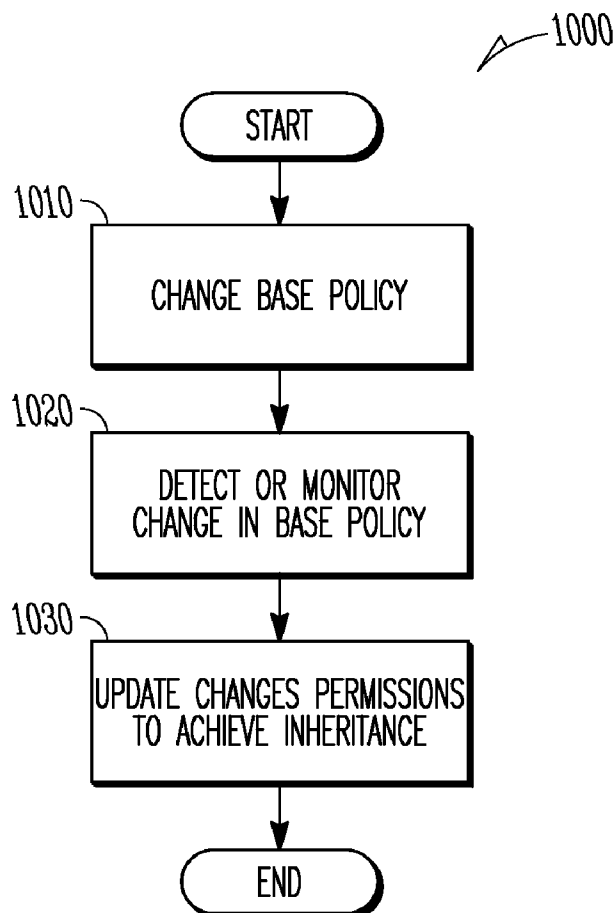 1000
START
1010
CHANGE BASE POLICY
1020
DETECT OR MONITOR
CHANGE IN BASE POLICY
1030
UPDATE CHANGES PERMISSIONS
TO ACHIEVE INHERITANCE
END